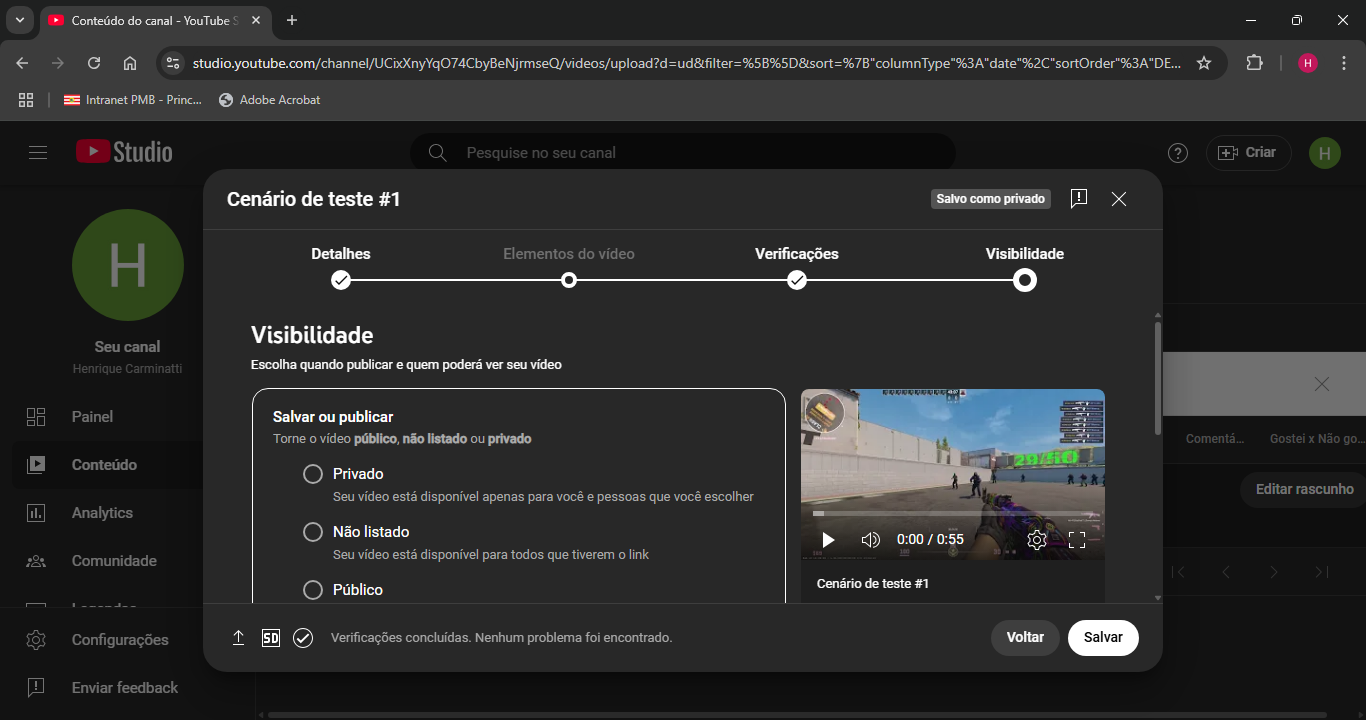 Conteúdo do canal - YouTube S
studio.youtube.com/channel/UCixXnyYqO74CbyBeNjrmseQ/videos/upload?d=ud&filter=%5B%5D&sort=%7B"columnType"%3A"date"%2C"sortOrder"%3A"DE...
H
Intranet PMB - Princ...
Adobe Acrobat
Studio
Pesquise no seu canal
Criar
H
Cenário de teste #1
Salvo como privado
H
Seu canal
Henrique Carminatti
Painel
Conteúdo
Analytics
Comunidade
Legendas
Configurações
Enviar feedback
Detalhes
Elementos do vídeo
Verificações
Visibilidade
Visibilidade
Escolha quando publicar e quem poderá ver seu vídeo
Salvar ou publicar
Torne o vídeo público, não listado ou privado
Privado
Seu vídeo está disponível apenas para você e pessoas que você escolher
Não listado
Seu vídeo está disponível para todos que tiverem o link
Público
29/50
0:00 / 0:55
Cenário de teste #1
Comentá...
Gostei x Não go...
Editar rascunho
SD
Verificações concluídas. Nenhum problema foi encontrado.
Voltar
Salvar